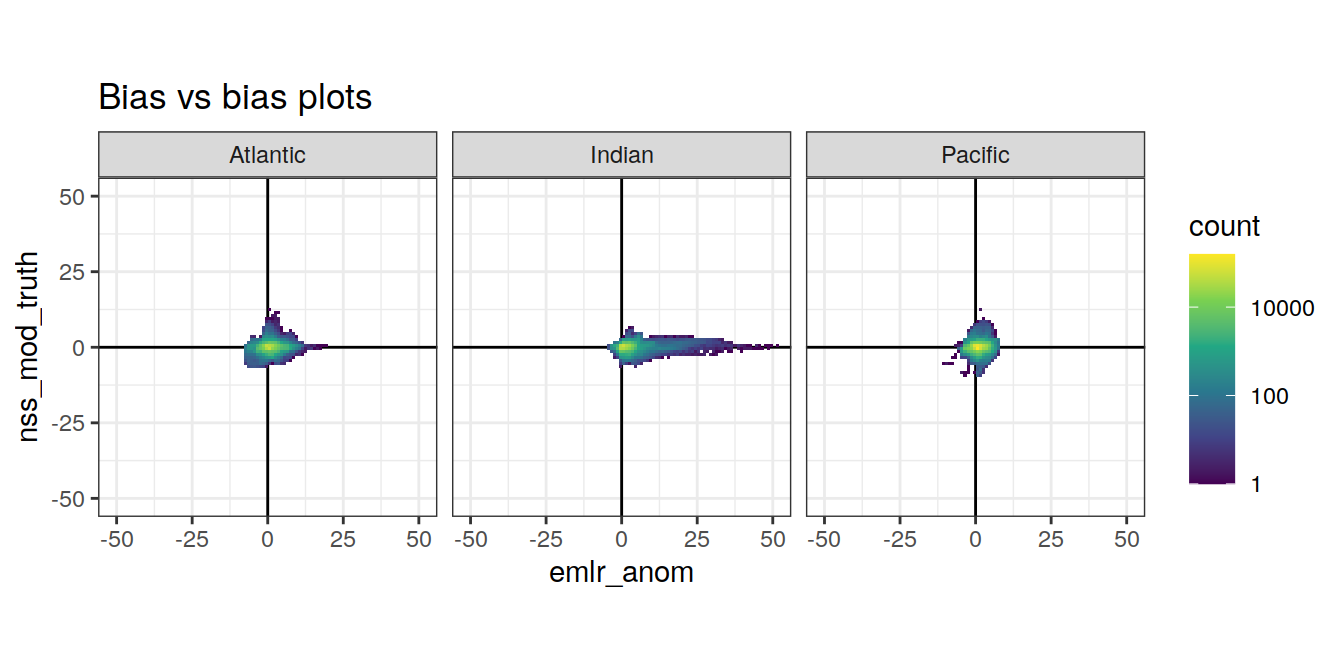 Bias vs bias plots
Atlantic Indian Pacific
nss_mod_truth
50
25
0
-25
-50
-50 -25 0 25 50 -50 -25 0 25 50 -50 -25 0 25 50
emlr_anom
count
10000
100
1